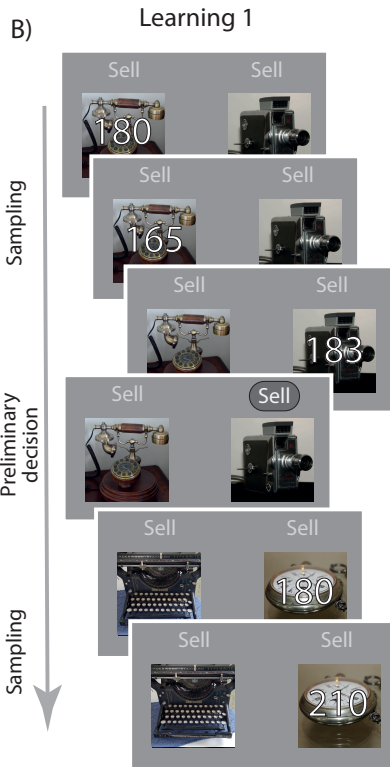 B)
Learning 1
Sell Sell
180
Sell Sell
165
Sampling
Sell Sell
183
Sell Sell
Preliminary
decision
Sell Sell
180
Sell Sell
210
Sampling